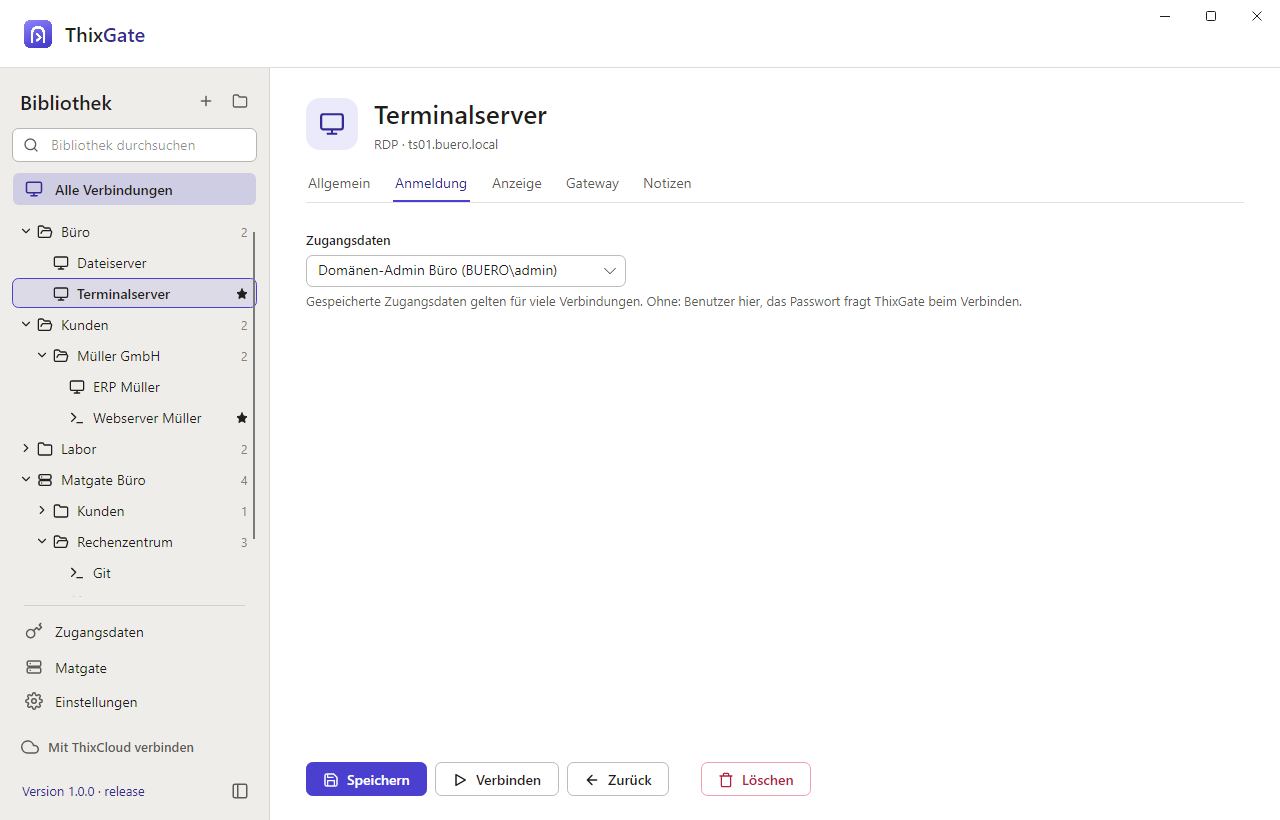 ThixGate
Bibliothek
Bibliothek durchsuchen
Alle Verbindungen
Büro 2
Dateiserver
Terminalserver
Kunden 2
Müller GmbH 2
ERP Müller
Webserver Müller
Labor 2
Matgate Büro 4
Kunden 1
Rechenzentrum 3
Git
Zugangsdaten
Matgate
Einstellungen
Mit ThixCloud verbinden
Version 1.0.0 · release
Terminalserver
RDP · ts01.buero.local
Allgemein Anmeldung Anzeige Gateway Notizen
Zugangsdaten
Domänen-Admin Büro (BUERO\admin)
Gespeicherte Zugangsdaten gelten für viele Verbindungen. Ohne: Benutzer hier, das Passwort fragt ThixGate beim Verbinden.
Speichern Verbinden Zurück Löschen